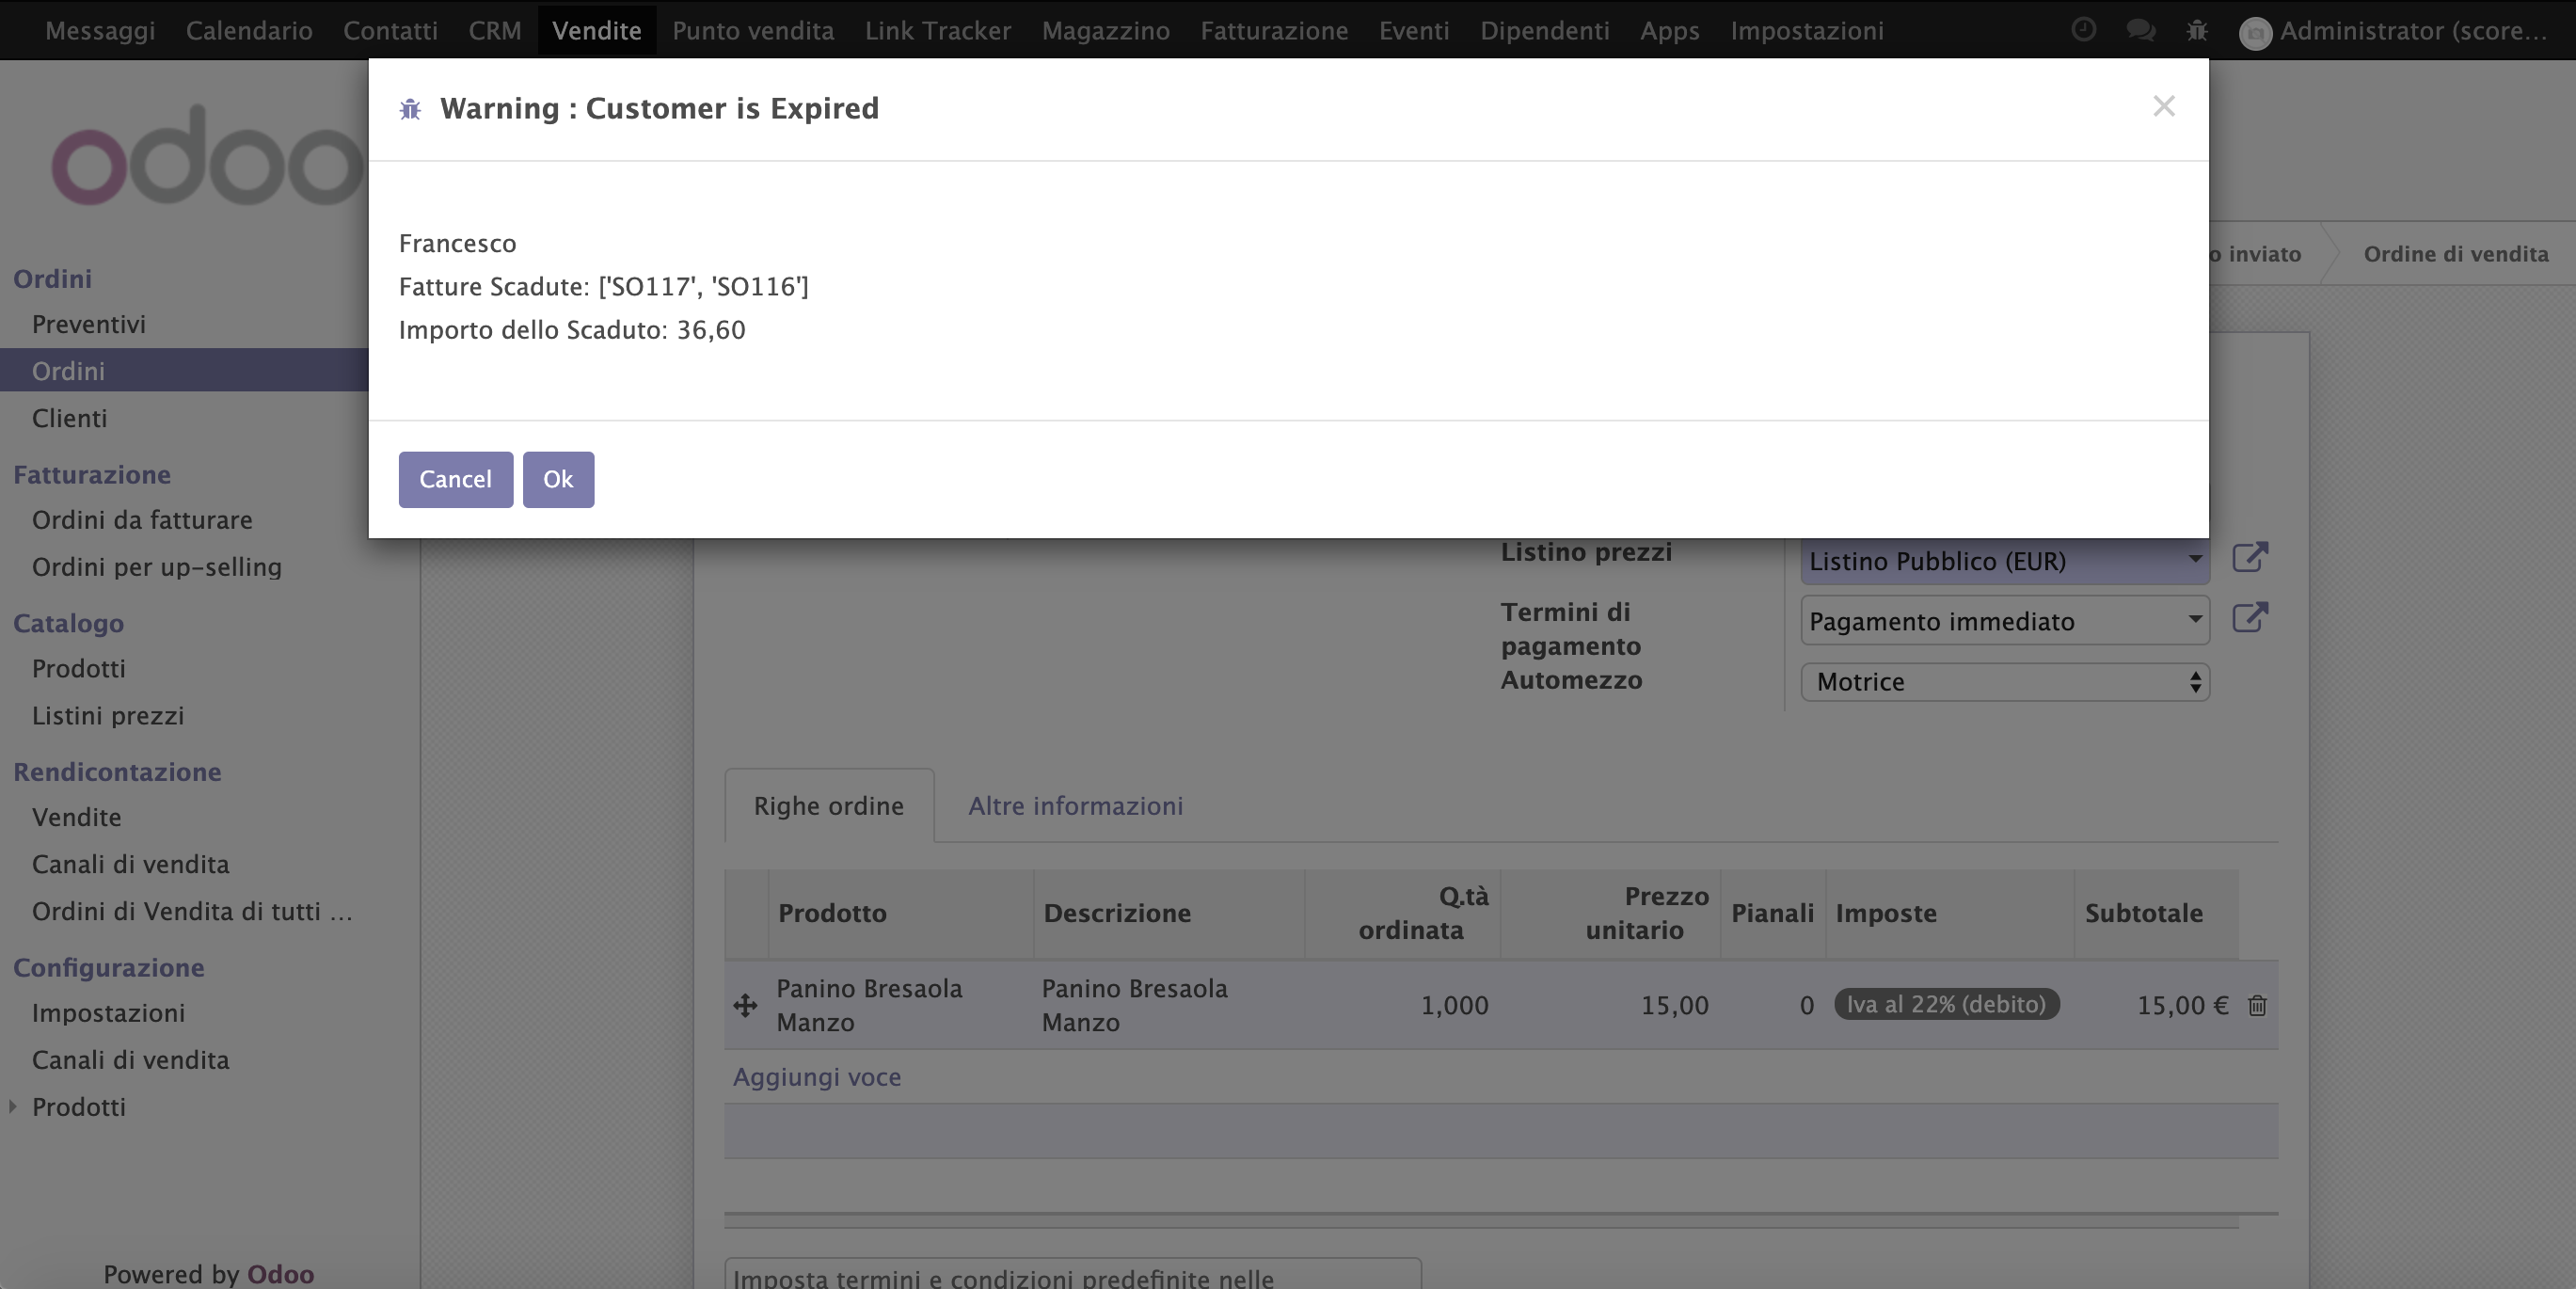 Messaggi Calendario Contatti CRM Vendite Punto vendita Link Tracker Magazzino Fatturazione Eventi Dipendenti Apps Impostazioni Administrator (score...
odoo
Warning : Customer is Expired
Francesco
Fatture Scadute: ['SO117', 'SO116']
Importo dello Scaduto: 36,60
Cancel Ok
Ordini
Preventivi
Ordini
Clienti
Fatturazione
Ordini da fatturare
Ordini per up-selling
Catalogo
Prodotti
Listini prezzi
Rendicontazione
Vendite
Canali di vendita
Ordini di Vendita di tutti ...
Configurazione
Impostazioni
Canali di vendita
Prodotti
Powered by Odoo
o inviato Ordine di vendita
Listino prezzi Listino Pubblico (EUR)
Termini di
pagamento Pagamento immediato
Automezzo Motrice
Righe ordine Altre informazioni
Prodotto Descrizione Q.tà
ordinata Prezzo
unitario Pianali Imposte Subtotale
Panino Bresaola
Manzo Panino Bresaola
Manzo 1,000 15,00 0 Iva al 22% (debito) 15,00 €
Aggiungi voce
Imposta termini e condizioni predefinite nelle